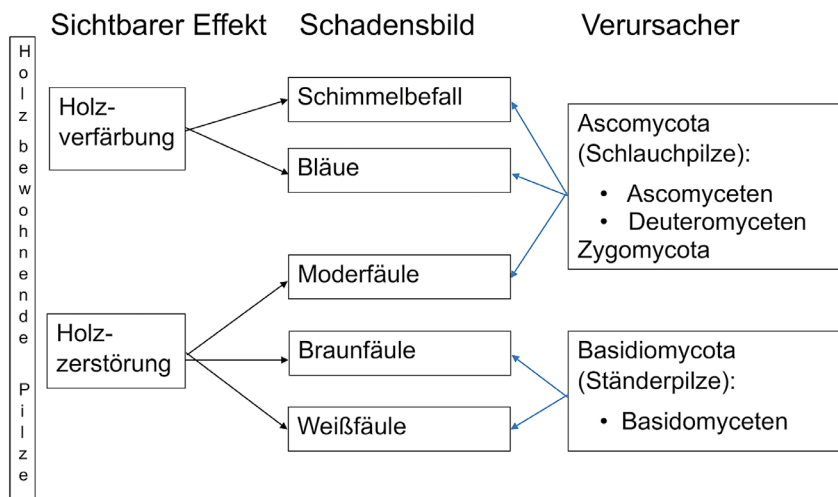 Sichtbarer Effekt
Schadensbild
Verursacher
Holz bewohnende Pilze
Holz-
verfärbung
Schimmelbefall
Bläue
Ascomycota
(Schlauchpilze):
• Ascomyceten
• Deuteromyceten
Zygomycota
Holz-
zerstörung
Moderfäule
Braunfäule
Weißfäule
Basidiomycota
(Ständerpilze):
• Basidomyceten